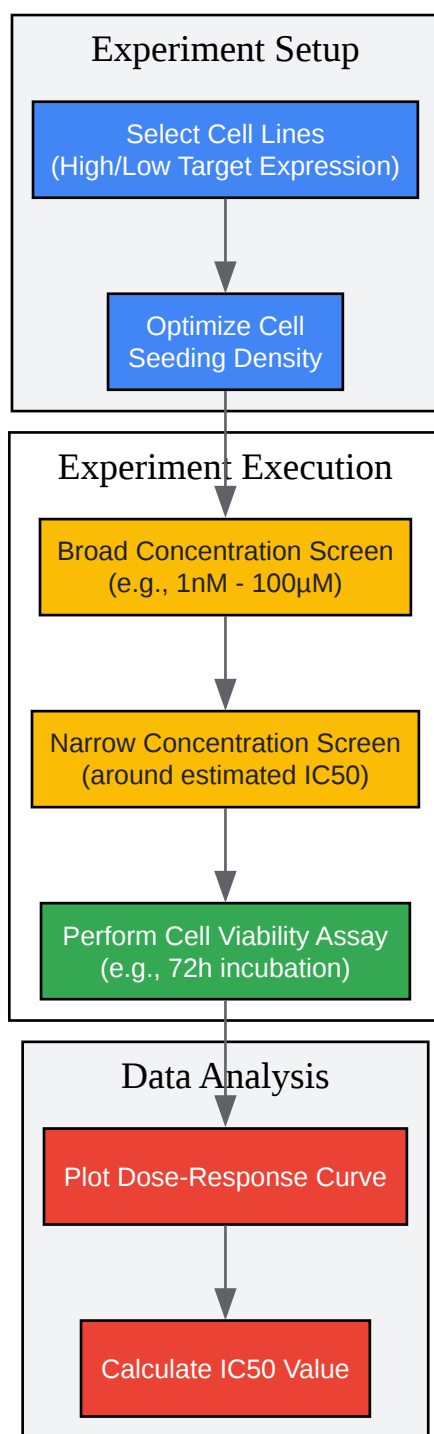 Experiment Setup
Select Cell Lines
(High/Low Target Expression)
Optimize Cell
Seeding Density
Experiment Execution
Broad Concentration Screen
(e.g., 1nM - 100µM)
Narrow Concentration Screen
(around estimated IC50)
Perform Cell Viability Assay
(e.g., 72h incubation)
Data Analysis
Plot Dose-Response Curve
Calculate IC50 Value